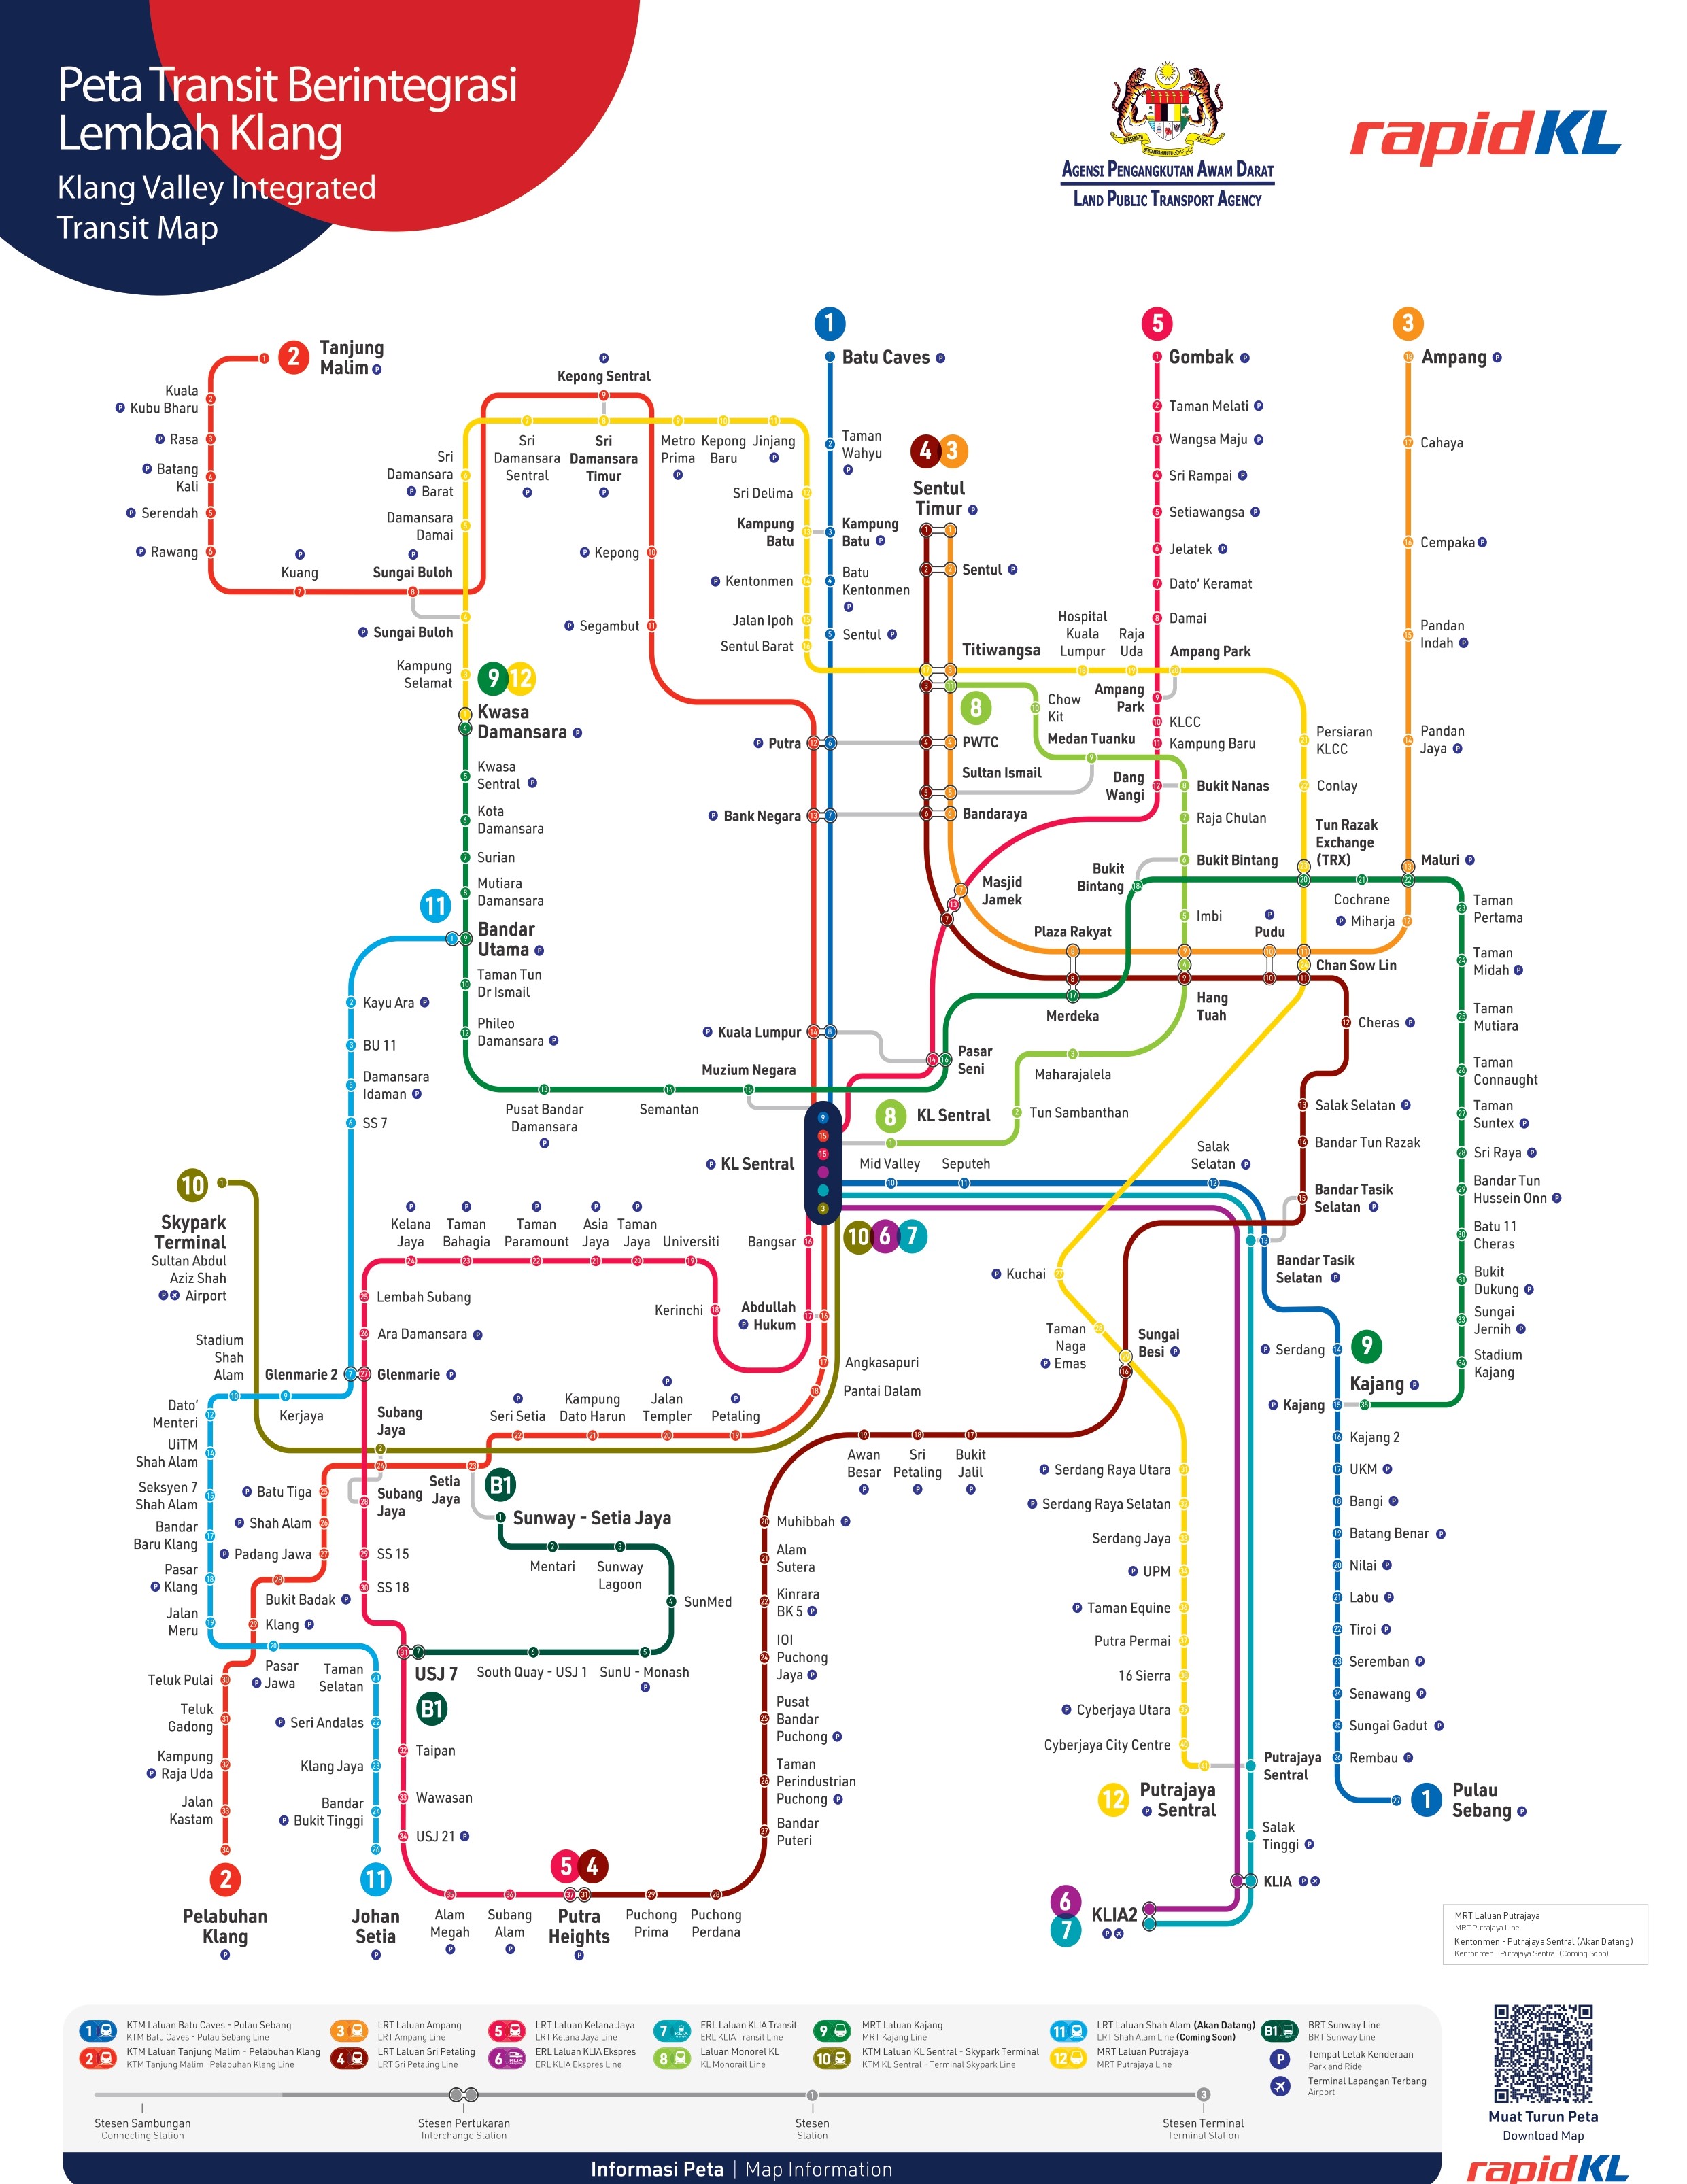 Peta Transit Berintegrasi
Lembah Klang
Klang Valley Integrated
Transit Map
AGENSI PENGANGKUTAN AWAM DARAT
LAND PUBLIC TRANSPORT AGENCY
rapidKL
1
5
3
2
Tanjung
Malim
Batu Caves
Gombak
Ampang
Kepong Sentral
Kuala
Kubu Bharu
Rasa
Batang
Kali
Serendah
Rawang
Kuang
Sungai Buloh
Sungai Buloh
Sri
Damansara
Barat
Damansara
Damai
Kampung
Selamat
Sri
Damansara
Sentral
Sri
Damansara
Timur
Metro
Prima
Kepong
Baru
Jinjang
Sri Delima
Kampung
Batu
Kentonmen
Jalan Ipoh
Sentul Barat
Kepong
Segambut
Taman
Wahyu
Kampung
Batu
Batu
Kentonmen
Sentul
4 3
Sentul
Timur
Sentul
Titiwangsa
8
PWTC
Sultan Ismail
Bandaraya
Masjid
Jamek
Taman Melati
Wangsa Maju
Sri Rampai
Setiawangsa
Jelatek
Dato' Keramat
Damai
Hospital
Kuala
Lumpur
Raja
Uda
Ampang Park
Ampang
Park
KLCC
Kampung Baru
Dang
Wangi
Chow
Kit
Medan Tuanku
Bukit Nanas
Raja Chulan
Bukit Bintang
Bukit
Bintang
Imbi
Cahaya
Cempaka
Pandan
Indah
Pandan
Jaya
Persiaran
KLCC
Conlay
Tun Razak
Exchange
(TRX)
Maluri
Cochrane
Miharja
Pudu
Plaza Rakyat
Chan Sow Lin
Merdeka
Hang
Tuah
Maharajalela
Tun Sambanthan
8
KL Sentral
9 12
Kwasa
Damansara
Kwasa
Sentral
Kota
Damansara
Surian
Mutiara
Damansara
11
Bandar
Utama
Taman Tun
Dr Ismail
Phileo
Damansara
Pusat Bandar
Damansara
Semantan
Muzium Negara
Putra
Bank Negara
Kuala Lumpur
Pasar
Seni
KL Sentral
10 6 7
Mid Valley
Seputeh
Salak
Selatan
Cheras
Salak Selatan
Bandar Tun Razak
Bandar Tasik
Selatan
Bandar Tasik
Selatan
Taman
Pertama
Taman
Midah
Taman
Mutiara
Taman
Connaught
Taman
Suntex
Sri Raya
Bandar Tun
Hussein Onn
Batu 11
Cheras
Bukit
Dukung
Sungai
Jernih
Stadium
Kajang
9
Kajang
Kajang
Serdang
Kajang 2
UKM
Bangi
Batang Benar
Nilai
Labu
Tiroi
Seremban
Senawang
Sungai Gadut
Rembau
1
Pulau
Sebang
Kayu Ara
BU 11
Damansara
Idaman
SS 7
10
Skypark
Terminal
Sultan Abdul
Aziz Shah
Airport
Kelana
Jaya
Taman
Bahagia
Taman
Paramount
Asia
Jaya
Taman
Jaya
Universiti
Bangsar
Kerinchi
Abdullah
Hukum
Lembah Subang
Ara Damansara
Glenmarie 2
Glenmarie
Stadium
Shah
Alam
Kerjaya
Dato'
Menteri
UiTM
Shah Alam
Seksyen 7
Shah Alam
Bandar
Baru Klang
Pasar
Klang
Jalan
Meru
Pasar
Jawa
Taman
Selatan
Seri Andalas
Klang Jaya
Bandar
Bukit Tinggi
11
Johan
Setia
Angkasapuri
Pantai Dalam
Seri Setia
Kampung
Dato Harun
Jalan
Templer
Petaling
Subang
Jaya
Subang
Jaya
Setia
Jaya
Batu Tiga
Shah Alam
Padang Jawa
Bukit Badak
Klang
Teluk Pulai
Teluk
Gadong
Kampung
Raja Uda
Jalan
Kastam
2
Pelabuhan
Klang
B1
Sunway - Setia Jaya
Mentari
Sunway
Lagoon
SunMed
SunU - Monash
South Quay - USJ 1
USJ 7
B1
SS 15
SS 18
Taipan
Wawasan
USJ 21
Alam
Megah
Subang
Alam
5 4
Putra
Heights
Puchong
Prima
Puchong
Perdana
Awan
Besar
Sri
Petaling
Bukit
Jalil
Muhibbah
Alam
Sutera
Kinrara
BK 5
IOI
Puchong
Jaya
Pusat
Bandar
Puchong
Taman
Perindustrian
Puchong
Bandar
Puteri
Kuchai
Taman
Naga
Emas
Sungai
Besi
Serdang Raya Utara
Serdang Raya Selatan
Serdang Jaya
UPM
Taman Equine
Putra Permai
16 Sierra
Cyberjaya Utara
Cyberjaya City Centre
12
Putrajaya
Sentral
Putrajaya
Sentral
Salak
Tinggi
KLIA
6
7
KLIA2
MRT Laluan Putrajaya
MRT Putrajaya Line
Kentonmen - Putrajaya Sentral (Akan Datang)
Kentonmen - Putrajaya Sentral (Coming Soon)
1 KTM Laluan Batu Caves - Pulau Sebang
KTM Batu Caves - Pulau Sebang Line
2 KTM Laluan Tanjung Malim - Pelabuhan Klang
KTM Tanjung Malim - Pelabuhan Klang Line
3 LRT Laluan Ampang
LRT Ampang Line
4 LRT Laluan Sri Petaling
LRT Sri Petaling Line
5 LRT Laluan Kelana Jaya
LRT Kelana Jaya Line
6 ERL Laluan KLIA Ekspres
ERL KLIA Ekspres Line
7 ERL Laluan KLIA Transit
ERL KLIA Transit Line
8 Laluan Monorel KL
KL Monorail Line
9 MRT Laluan Kajang
MRT Kajang Line
10 KTM Laluan KL Sentral - Skypark Terminal
KTM KL Sentral - Terminal Skypark Line
11 LRT Laluan Shah Alam (Akan Datang)
LRT Shah Alam Line (Coming Soon)
12 MRT Laluan Putrajaya
MRT Putrajaya Line
B1 BRT Sunway Line
BRT Sunway Line
P Tempat Letak Kenderaan
Park and Ride
Terminal Lapangan Terbang
Airport
Stesen Sambungan
Connecting Station
Stesen Pertukaran
Interchange Station
1
Stesen
Station
3
Stesen Terminal
Terminal Station
Informasi Peta | Map Information
Muat Turun Peta
Download Map
rapidKL